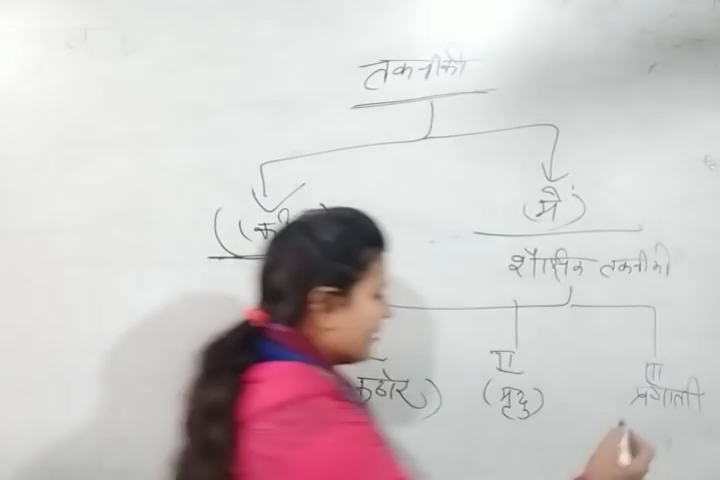 तकनीकी
(में)
शैक्षिक तकनीकी
II III
कठोर) (मृदु) प्रणाली